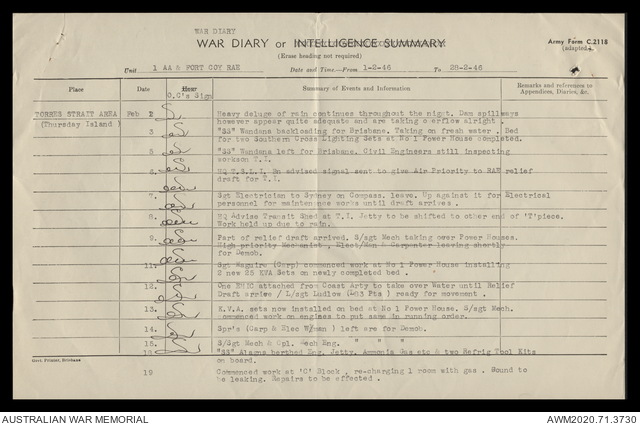 WAR DIARY
WAR DIARY or INTELLIGENCE SUMMARY
(Erase heading not required)
Army Form C.2118
(adapted)
Unit 1 AA & FORT COY RAE Date and Time—From 1-2-46 To 28-2-46
Place Hour Summary of Events and Information Remarks and references to
O.C's Sign Appendices, Diaries, &c.
TORRES STRAIT AREA Feb 2 Heavy deluge of rain continues throughout the night. Dam spillways
(Thursday Island) however appear quite adequate and are taking overflow alright.
3 "SS" Wandana backloading for Brisbane. Taking on fresh water. Bed
for two Southern Cross Lighting Sets at No 1 Power House completed.
5 "SS" Wandana left for Brisbane. Civil Engineers still inspecting
works on T.I.
6. HQ T.S.L.I. Bn advised signal sent to give Air Priority to RAE relief
draft for T.I.
7. Sgt Electrician to Sydney on Compass. leave. Up against it for Electrical
personnel for maintenance works until draft arrives.
8. HQ Advise Transit Shed at T.I. Jetty to be shifted to other end of 'T' piece.
Work held up due to rain.
9. Part of relief draft arrived. S/sgt Mech taking over Power Houses.
High priority Mechanist, Elect/Man & Carpenter leaving shortly
for Demob.
11. Sgt Maguire (Carp) commenced work at No 1 Power House installing
2 new 25 KVA Sets on newly completed bed.
12. One EHIC attached from Coast Arty to take over Water until Relief
Draft arrive / L/sgt Ludlow (183 Pts) ready for movement.
13. K.V.A. sets now installed on bed at No 1 Power House. S/sgt Mech.
commenced work on engines to put same in running order.
14. Spr's (Carp & Elec W/man) left are for Demob.
15. S/Sgt Mech & Cpl. Mech Eng. " " "
18 "SS" berthed Eng. Jetty. Ammonia Gas etc & two Refrig Tool Kits
on board.
19 Commenced work at 'C' Block, re-charging 1 room with gas. Wound to
be leaking. Repairs to be effected.
Govt. Printer, Brisbane
AUSTRALIAN WAR MEMORIAL AWM2020.71.3730